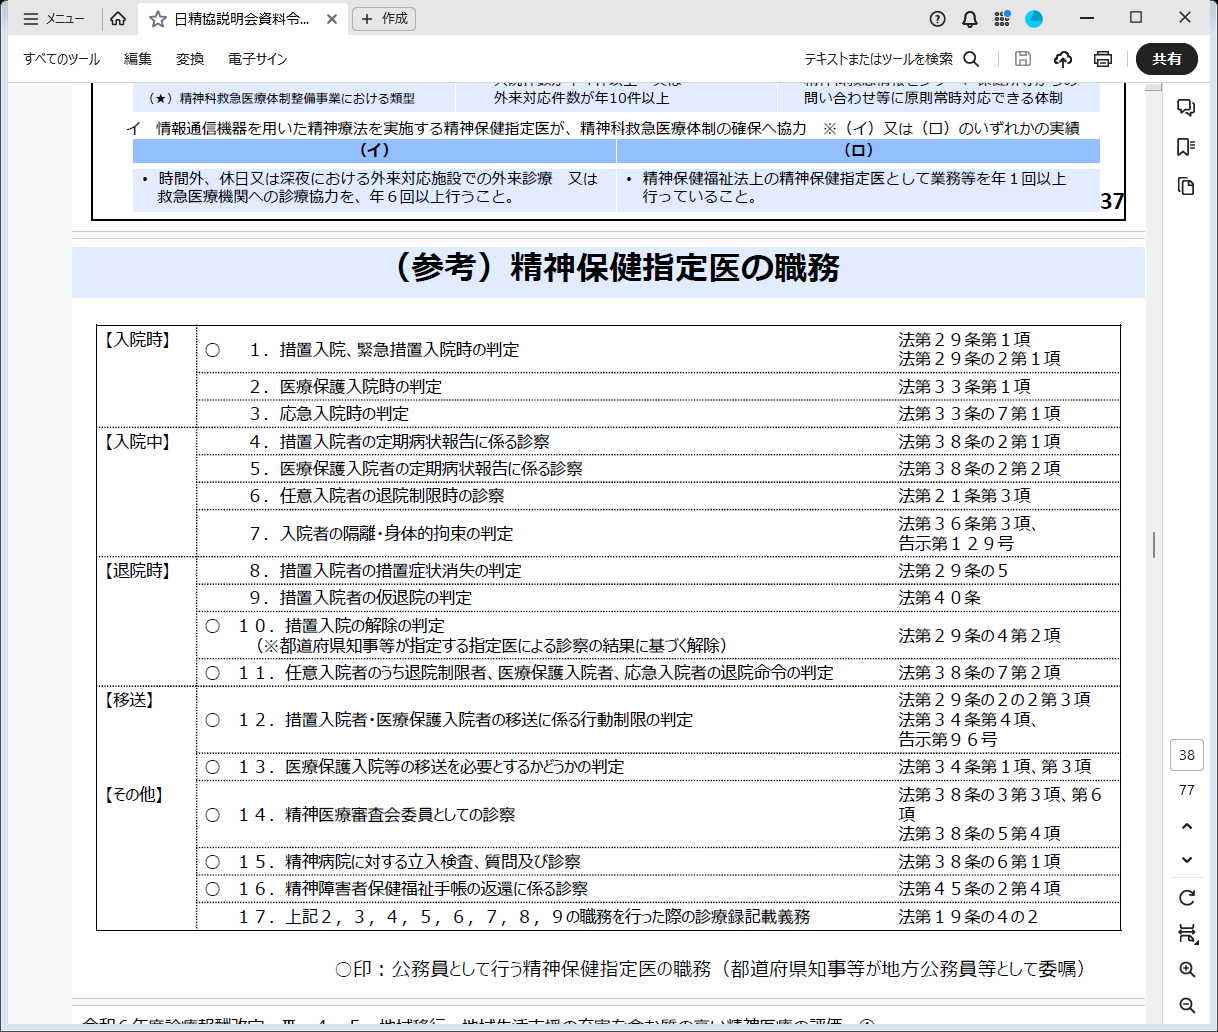 メニュー
日精協説明会資料令...
作成
すべてのツール 編集 変換 電子サイン
テキストまたはツールを検索
共有
（★）精神科救急医療体制整備事業における類型
外来対応件数が年10件以上
問い合わせ等に原則常時対応できる体制
イ 情報通信機器を用いた精神療法を実施する精神保健指定医が、精神科救急医療体制の確保へ協力 ※（イ）又は（ロ）のいずれかの実績
（イ） （ロ）
・ 時間外、休日又は深夜における外来対応施設での外来診療 又は
救急医療機関への診療協力を、年６回以上行うこと。
・ 精神保健福祉法上の精神保健指定医として業務等を年１回以上
行っていること。
37
（参考）精神保健指定医の職務
【入院時】
○ １．措置入院、緊急措置入院時の判定
法第２９条第１項
法第２９条の２第１項
２．医療保護入院時の判定 法第３３条第１項
３．応急入院時の判定 法第３３条の７第１項
【入院中】 ４．措置入院者の定期病状報告に係る診察 法第３８条の２第１項
５．医療保護入院者の定期病状報告に係る診察 法第３８条の２第２項
６．任意入院者の退院制限時の診察 法第２１条第３項
７．入院者の隔離・身体的拘束の判定
法第３６条第３項、
告示第１２９号
【退院時】 ８．措置入院者の措置症状消失の判定 法第２９条の５
９．措置入院者の仮退院の判定 法第４０条
○ １０．措置入院の解除の判定
（※都道府県知事等が指定する指定医による診察の結果に基づく解除）
法第２９条の４第２項
○ １１．任意入院者のうち退院制限者、医療保護入院者、応急入院者の退院命令の判定 法第３８条の７第２項
【移送】
○ １２．措置入院者・医療保護入院者の移送に係る行動制限の判定
法第２９条の２の２第３項
法第３４条第４項、
告示第９６号
○ １３．医療保護入院等の移送を必要とするかどうかの判定 法第３４条第１項、第３項
【その他】
○ １４．精神医療審査会委員としての診察
法第３８条の３第３項、第６
項
法第３８条の５第４項
○ １５．精神病院に対する立入検査、質問及び診察 法第３８条の６第１項
○ １６．精神障害者保健福祉手帳の返還に係る診察 法第４５条の２第４項
１７．上記２，３，４，５，６，７，８，９の職務を行った際の診療録記載義務 法第１９条の４の２
○印：公務員として行う精神保健指定医の職務（都道府県知事等が地方公務員等として委嘱）
38
77